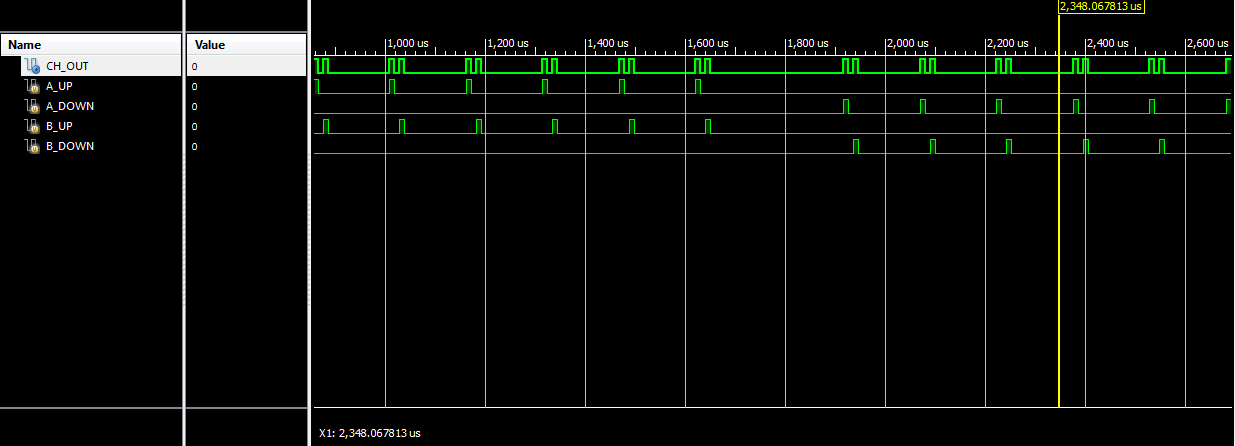 2,348.067813 us
Name Value
1,000 us 1,200 us 1,400 us 1,600 us 1,800 us 2,000 us 2,200 us 2,400 us 2,600 us
CH_OUT 0
A_UP 0
A_DOWN 0
B_UP 0
B_DOWN 0
X1: 2,348.067813 us